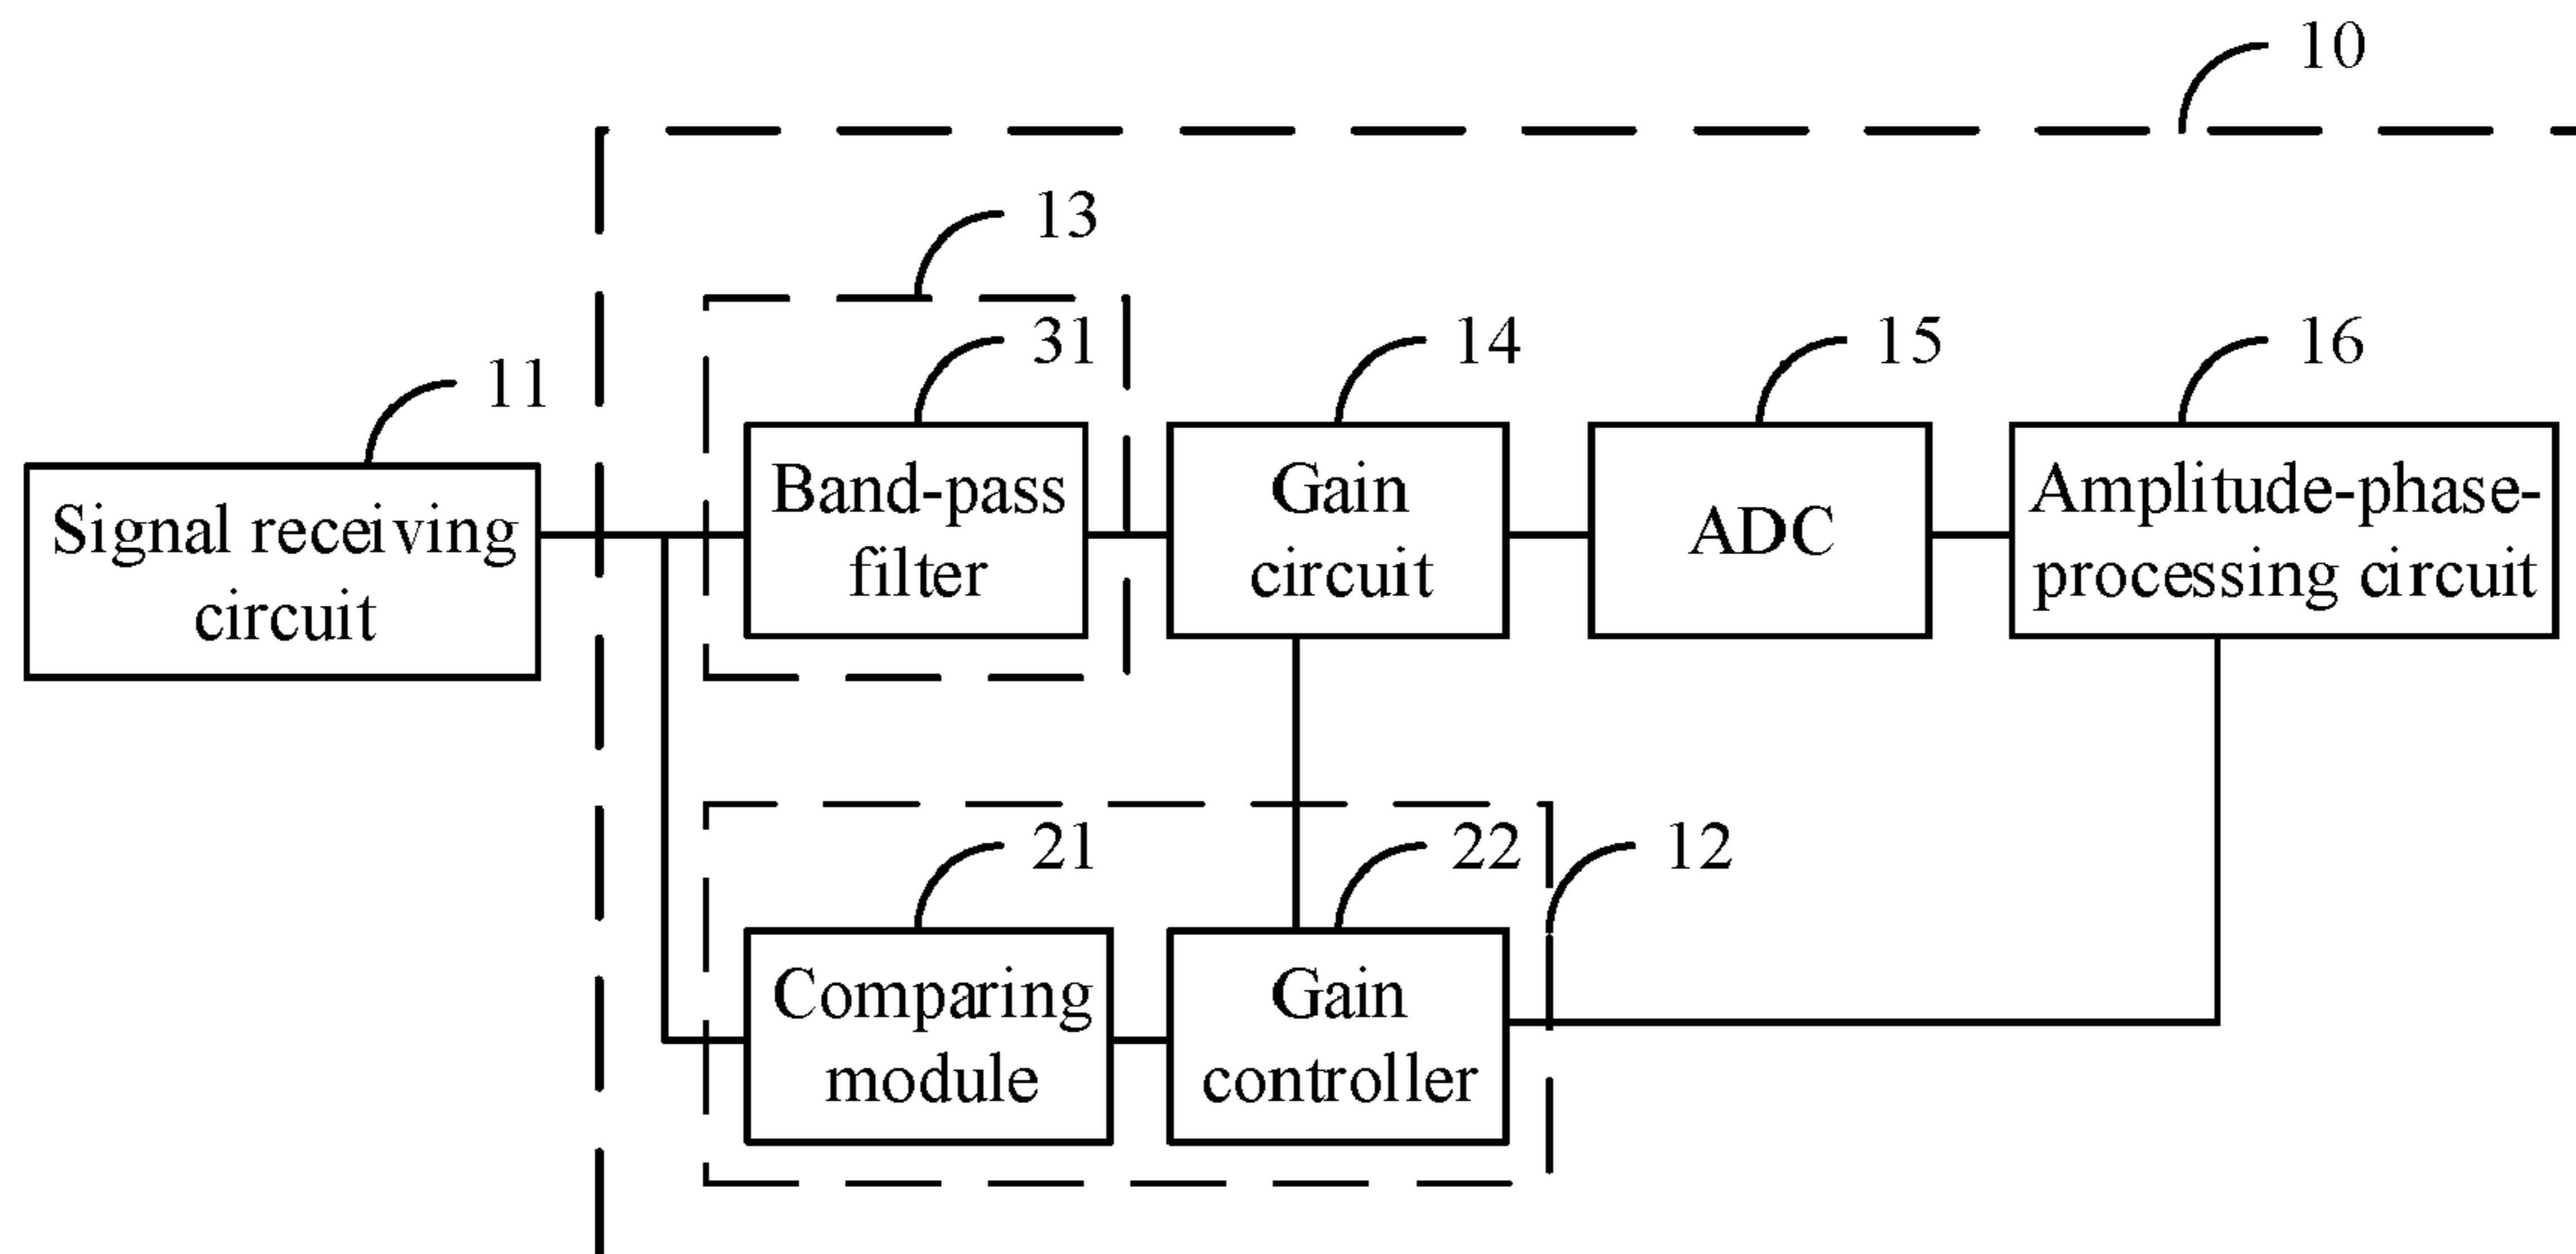 10
13
31
14
15
16
11
Band-pass
filter
Gain
circuit
ADC
Amplitude-phase-
processing circuit
Signal receiving
circuit
21
22
12
Comparing
module
Gain
controller